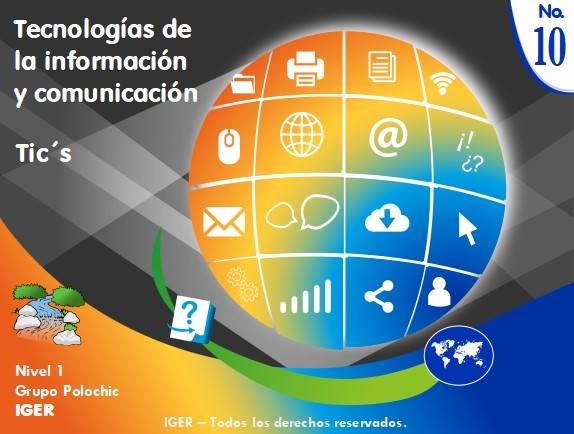 Tecnologías de
la información
y comunicación
No.
10
Tic´s
@
¡!
¿?
?
Nivel 1
Grupo Polochic
IGER
IGER – Todos los derechos reservados.